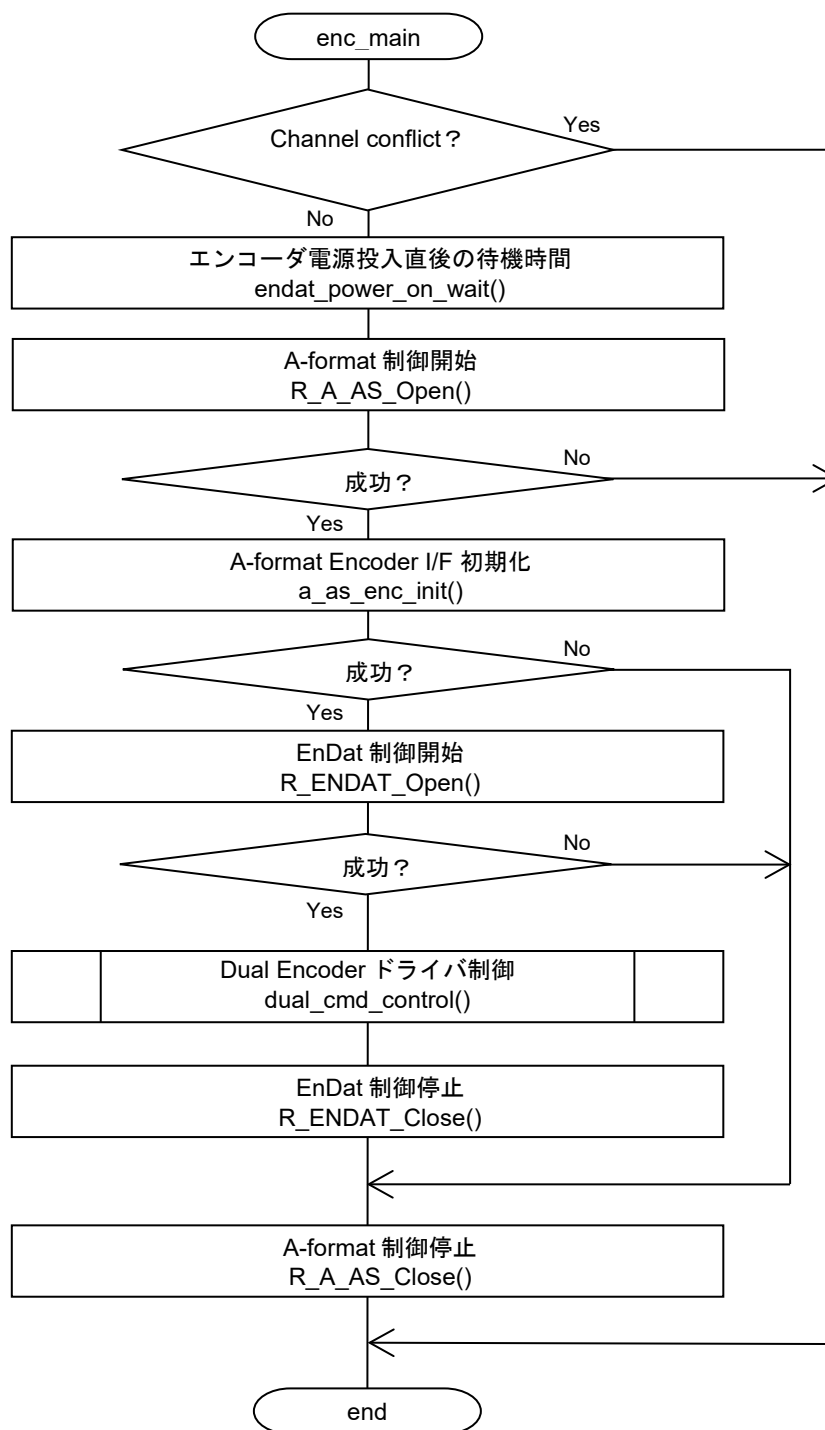 enc_main
Channel conflict？
Yes
No
エンコーダ電源投入直後の待機時間
endat_power_on_wait()
A-format 制御開始
R_A_AS_Open()
No
成功？
Yes
A-format Encoder I/F 初期化
a_as_enc_init()
No
成功？
Yes
EnDat 制御開始
R_ENDAT_Open()
No
成功？
Yes
Dual Encoder ドライバ制御
dual_cmd_control()
EnDat 制御停止
R_ENDAT_Close()
A-format 制御停止
R_A_AS_Close()
end